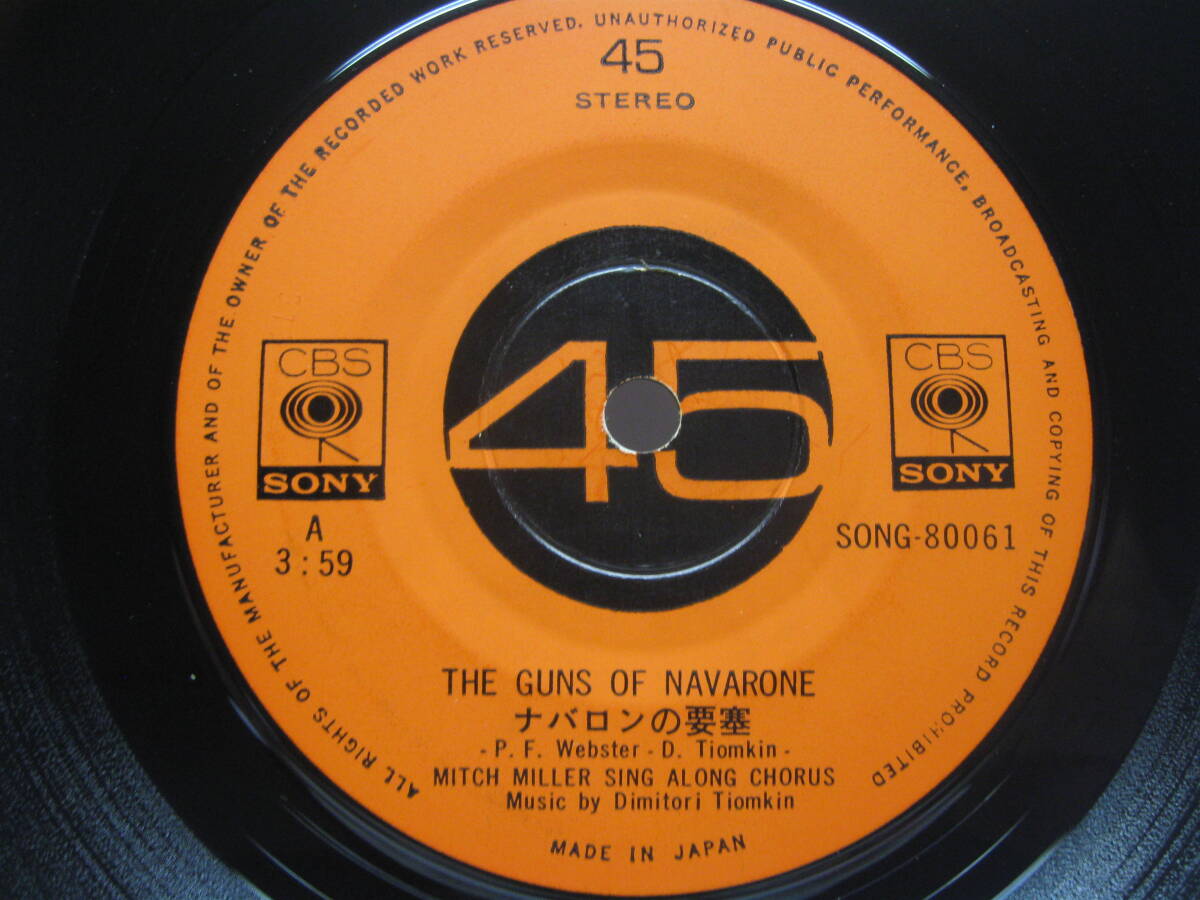 ALL RIGHTS OF THE MANUFACTURER AND OF THE OWNER OF THE RECORDED WORK RESERVED. UNAUTHORIZED PUBLIC PERFORMANCE, BROADCASTING AND COPYING OF THIS RECORD PROHIBITED
45
STEREO
CBS
SONY
45
CBS
SONY
A
3:59
SONG-80061
THE GUNS OF NAVARONE
ナバロンの要塞
- P. F. Webster - D. Tiomkin -
MITCH MILLER SING ALONG CHORUS
Music by Dimitori Tiomkin
MADE IN JAPAN